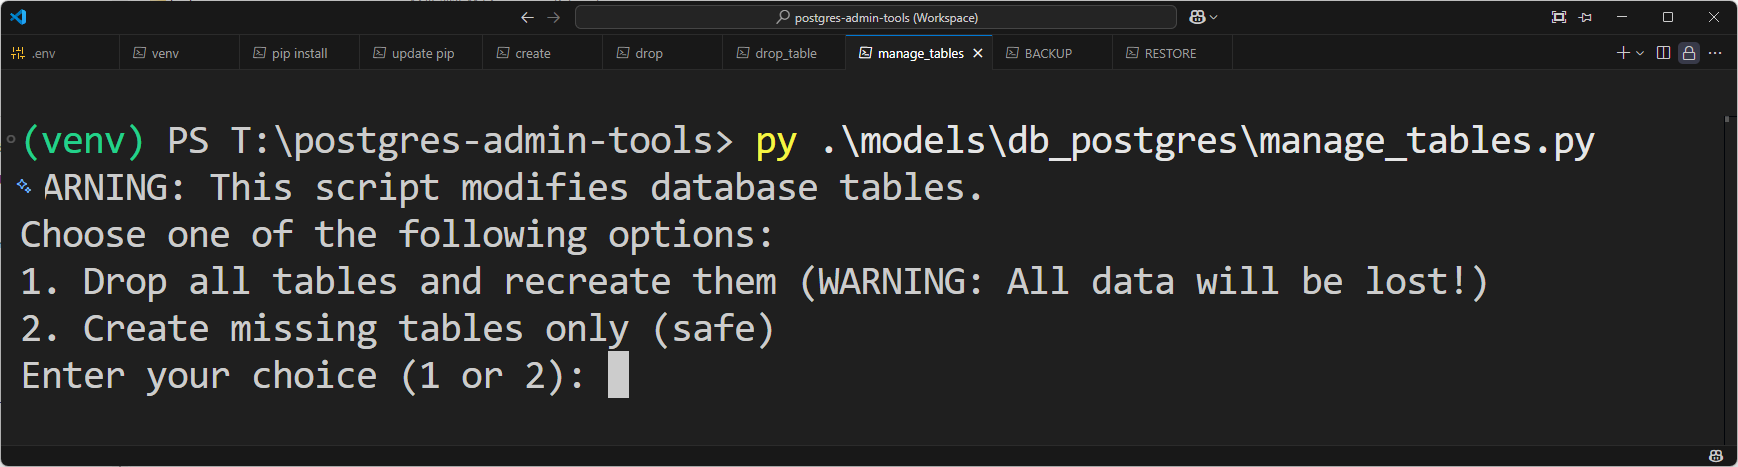 postgres-admin-tools (Workspace)
.env venv pip install update pip create drop drop_table manage_tables BACKUP RESTORE
(venv) PS T:\postgres-admin-tools> py .\models\db_postgres\manage_tables.py
ARNING: This script modifies database tables.
Choose one of the following options:
1. Drop all tables and recreate them (WARNING: All data will be lost!)
2. Create missing tables only (safe)
Enter your choice (1 or 2):